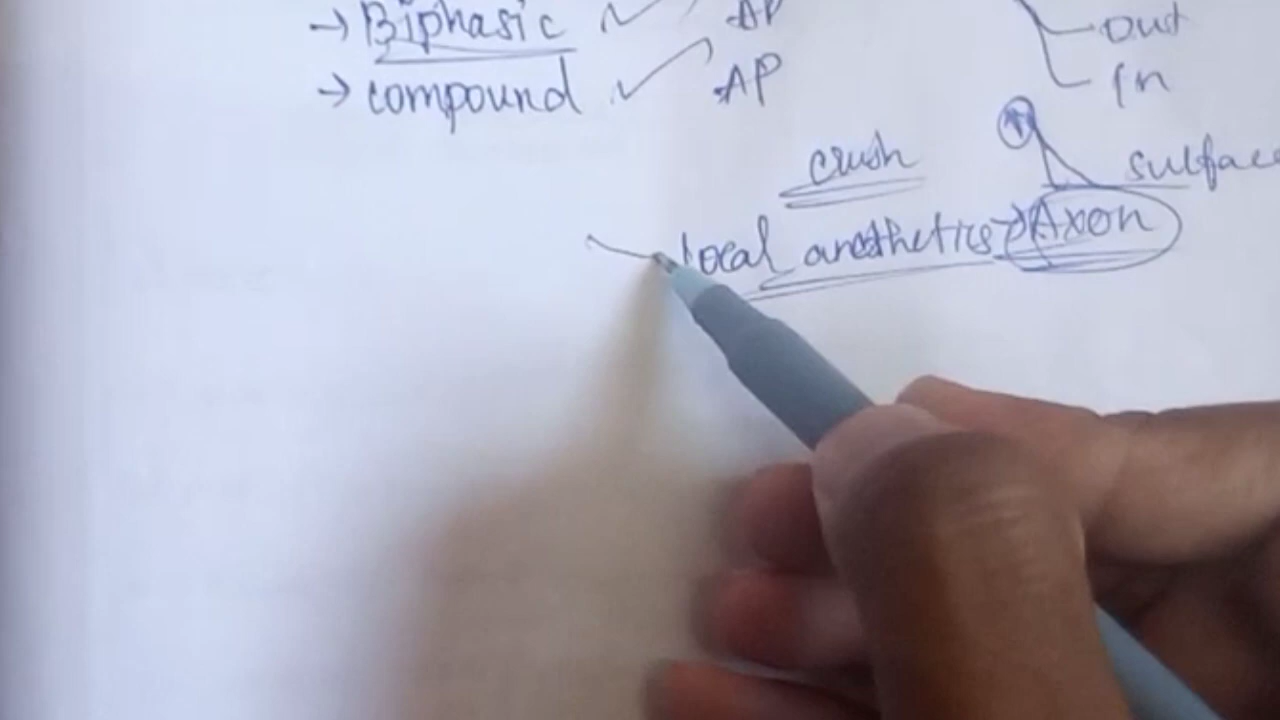 → Biphasic AP
→ compound AP
out
In
crush
surface
local anesthetics → Axon